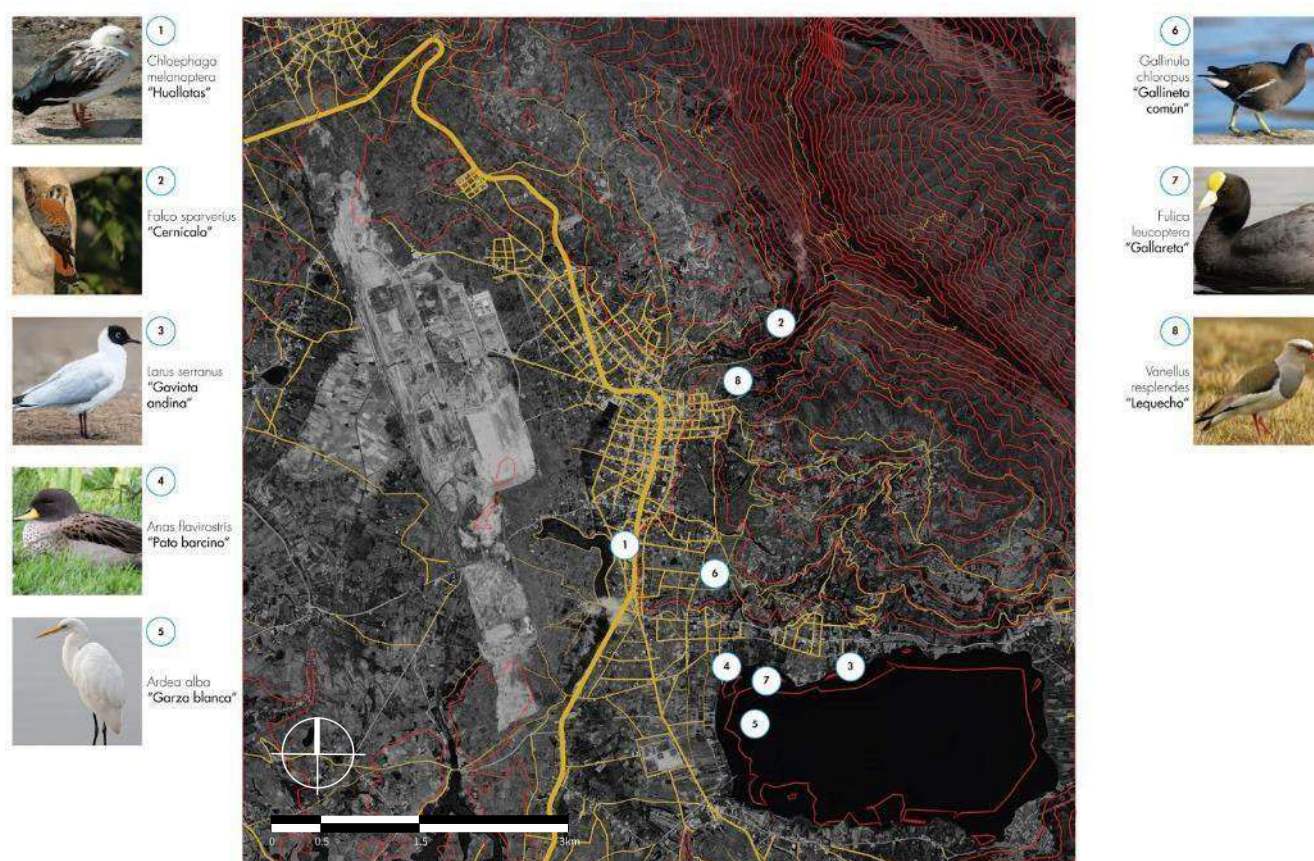 1
Chloephaga
melanoptera
"Huallatas"
2
Falco sparverius
"Cernícalo"
3
Larus serranus
"Gaviota
andina"
4
Anas flavirostris
"Pato barcino"
5
Ardea alba
"Garza blanca"
2
8
1
6
4
7
3
5
0
0.5
1.5
3km
6
Gallinula
chloropus
"Gallineta
común"
7
Fulica
leucoptera
"Gallareta"
8
Vanellus
resplendes
"Lequecho"